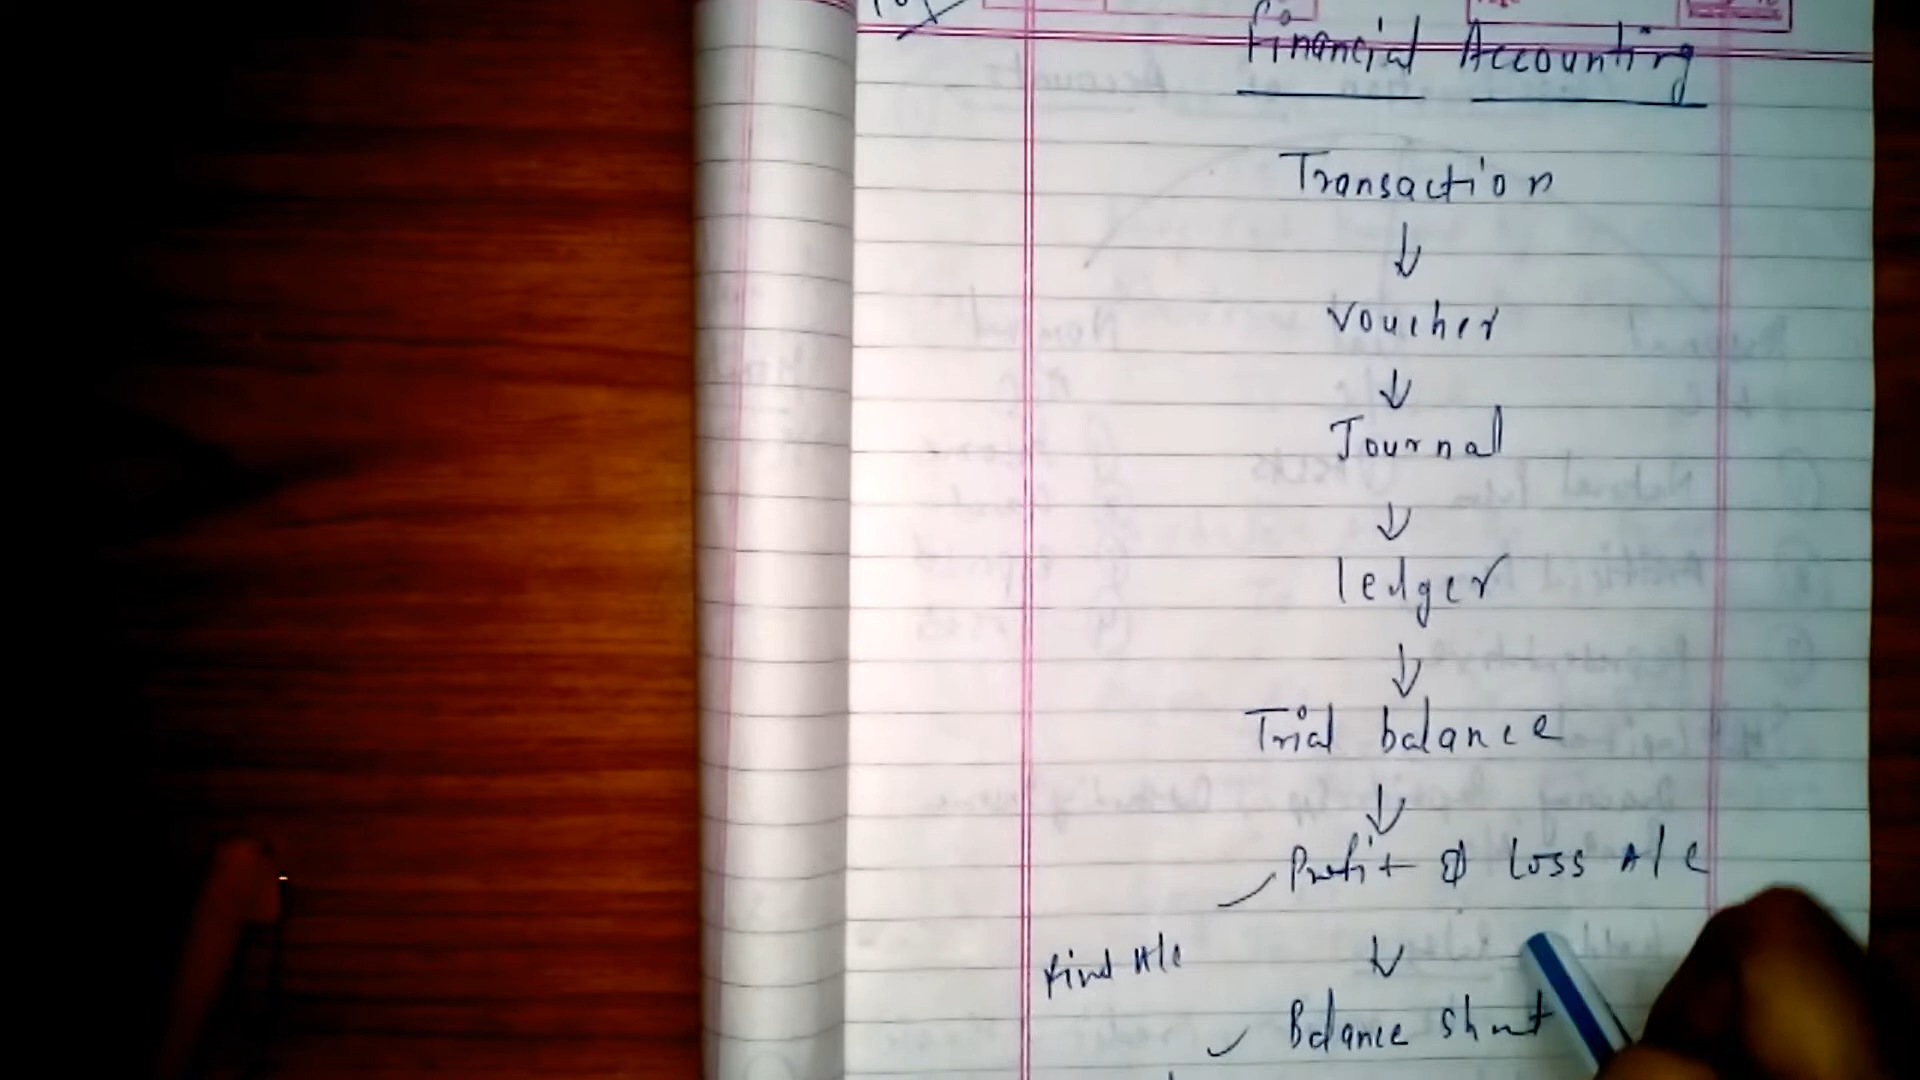 Financial Accounting
Transaction
↓
Voucher
↓
Journal
↓
ledger
↓
Trial balance
↓
Profit & Loss A/c
↓
Final A/c
Balance sheet